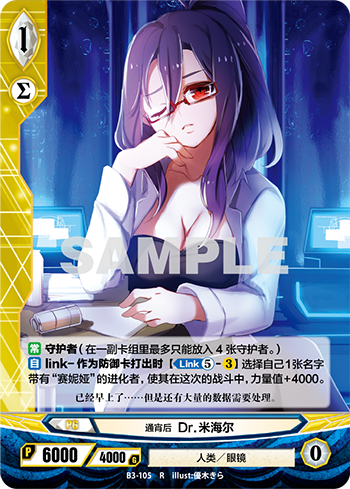 1
Σ
SAMPLE
常 守护者(在一副卡组里最多只能放入 4 张守护者。)
自 link-作为防御卡打出时【Link 5-3】选择自己1张名字
带有“赛妮娅”的进化者,使其在这次的战斗中,力量值+4000。
已经早上了……但是还有大量的数据需要处理。
PG
通宵后 Dr.米海尔
P 6000 / 4000 G
人类/眼镜
0
B3-105 R illust:優木きら